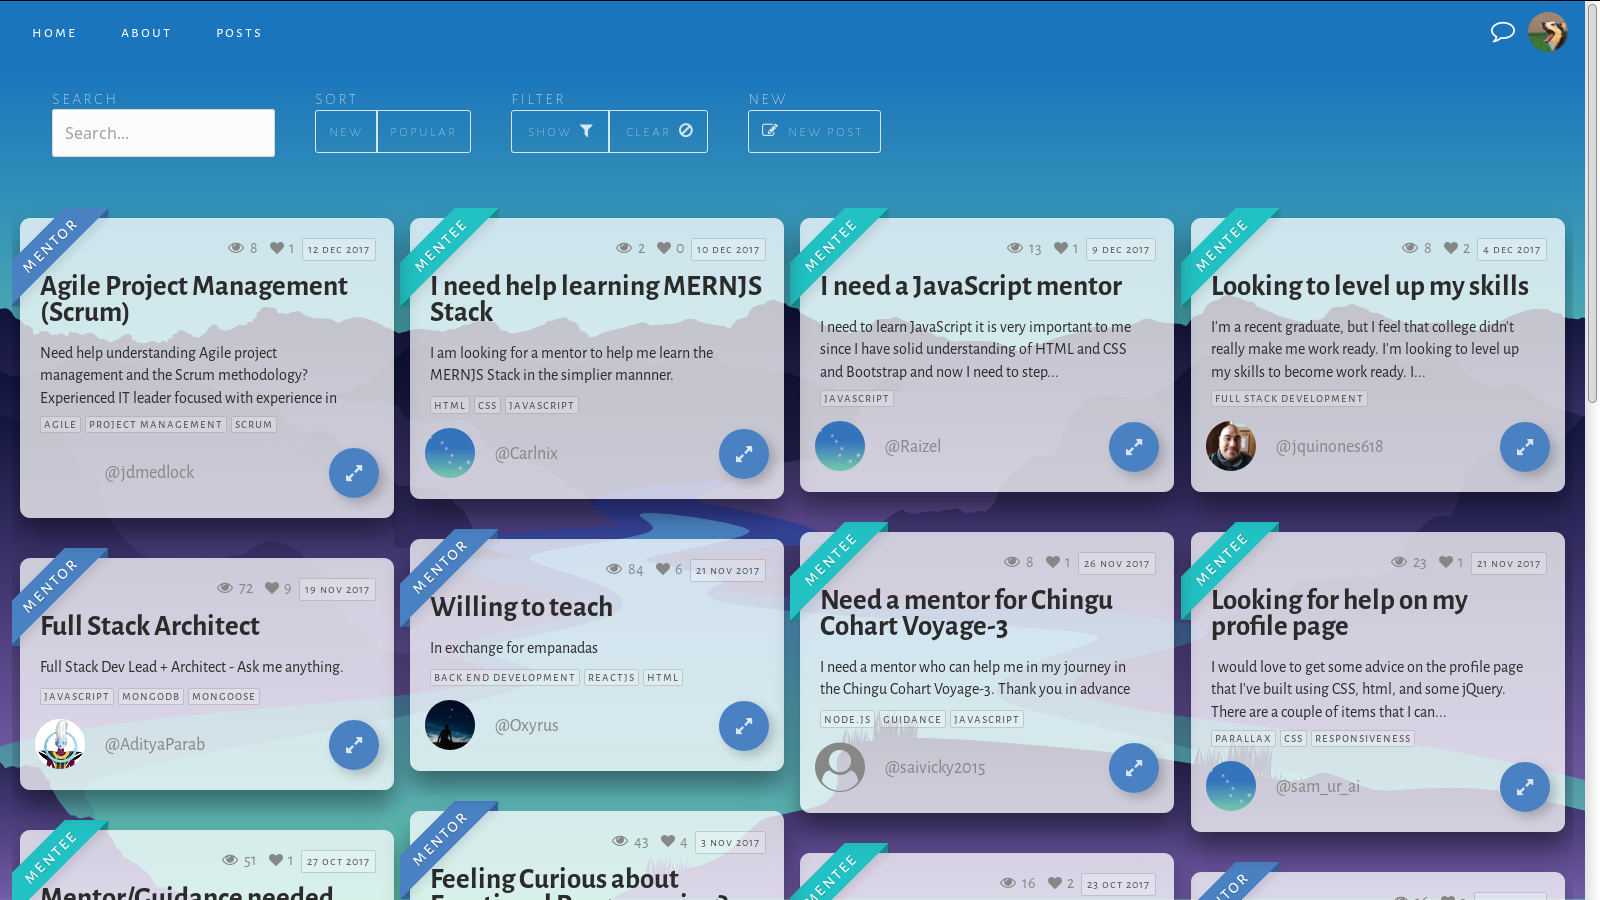 HOME ABOUT POSTS
SEARCH SORT FILTER NEW
Search... NEW POPULAR SHOW CLEAR NEW POST
MENTOR
8 1 12 DEC 2017
Agile Project Management
(Scrum)
Need help understanding Agile project
management and the Scrum methodology?
Experienced IT leader focused with experience in
AGILE PROJECT MANAGEMENT SCRUM
@jdmedlock
MENTEE
2 0 10 DEC 2017
I need help learning MERNJS
Stack
I am looking for a mentor to help me learn the
MERNJS Stack in the simplier mannner.
HTML CSS JAVASCRIPT
@Carlnix
MENTEE
13 1 9 DEC 2017
I need a JavaScript mentor
I need to learn JavaScript it is very important to me
since I have solid understanding of HTML and CSS
and Bootstrap and now I need to step...
JAVASCRIPT
@Raizel
MENTEE
8 2 4 DEC 2017
Looking to level up my skills
I'm a recent graduate, but I feel that college didn't
really make me work ready. I'm looking to level up
my skills to become work ready. I...
FULL STACK DEVELOPMENT
@jquinones618
MENTOR
72 9 19 NOV 2017
Full Stack Architect
Full Stack Dev Lead + Architect - Ask me anything.
JAVASCRIPT MONGODB MONGOOSE
@AdityaParab
MENTOR
84 6 21 NOV 2017
Willing to teach
In exchange for empanadas
BACK END DEVELOPMENT REACTJS HTML
@Oxyrus
MENTEE
8 1 26 NOV 2017
Need a mentor for Chingu
Cohort Voyage-3
I need a mentor who can help me in my journey in
the Chingu Cohort Voyage-3. Thank you in advance
NODE.JS GUIDANCE JAVASCRIPT
@saivicky2015
MENTEE
23 1 21 NOV 2017
Looking for help on my
profile page
I would love to get some advice on the profile page
that I've built using CSS, html, and some jQuery.
There are a couple of items that I can...
PARALLAX CSS RESPONSIVENESS
@sam_ur_ai
MENTEE
51 1 27 OCT 2017
Mentor/Guidance needed
MENTOR
43 4 3 NOV 2017
Feeling Curious about
MENTEE
16 2 23 OCT 2017